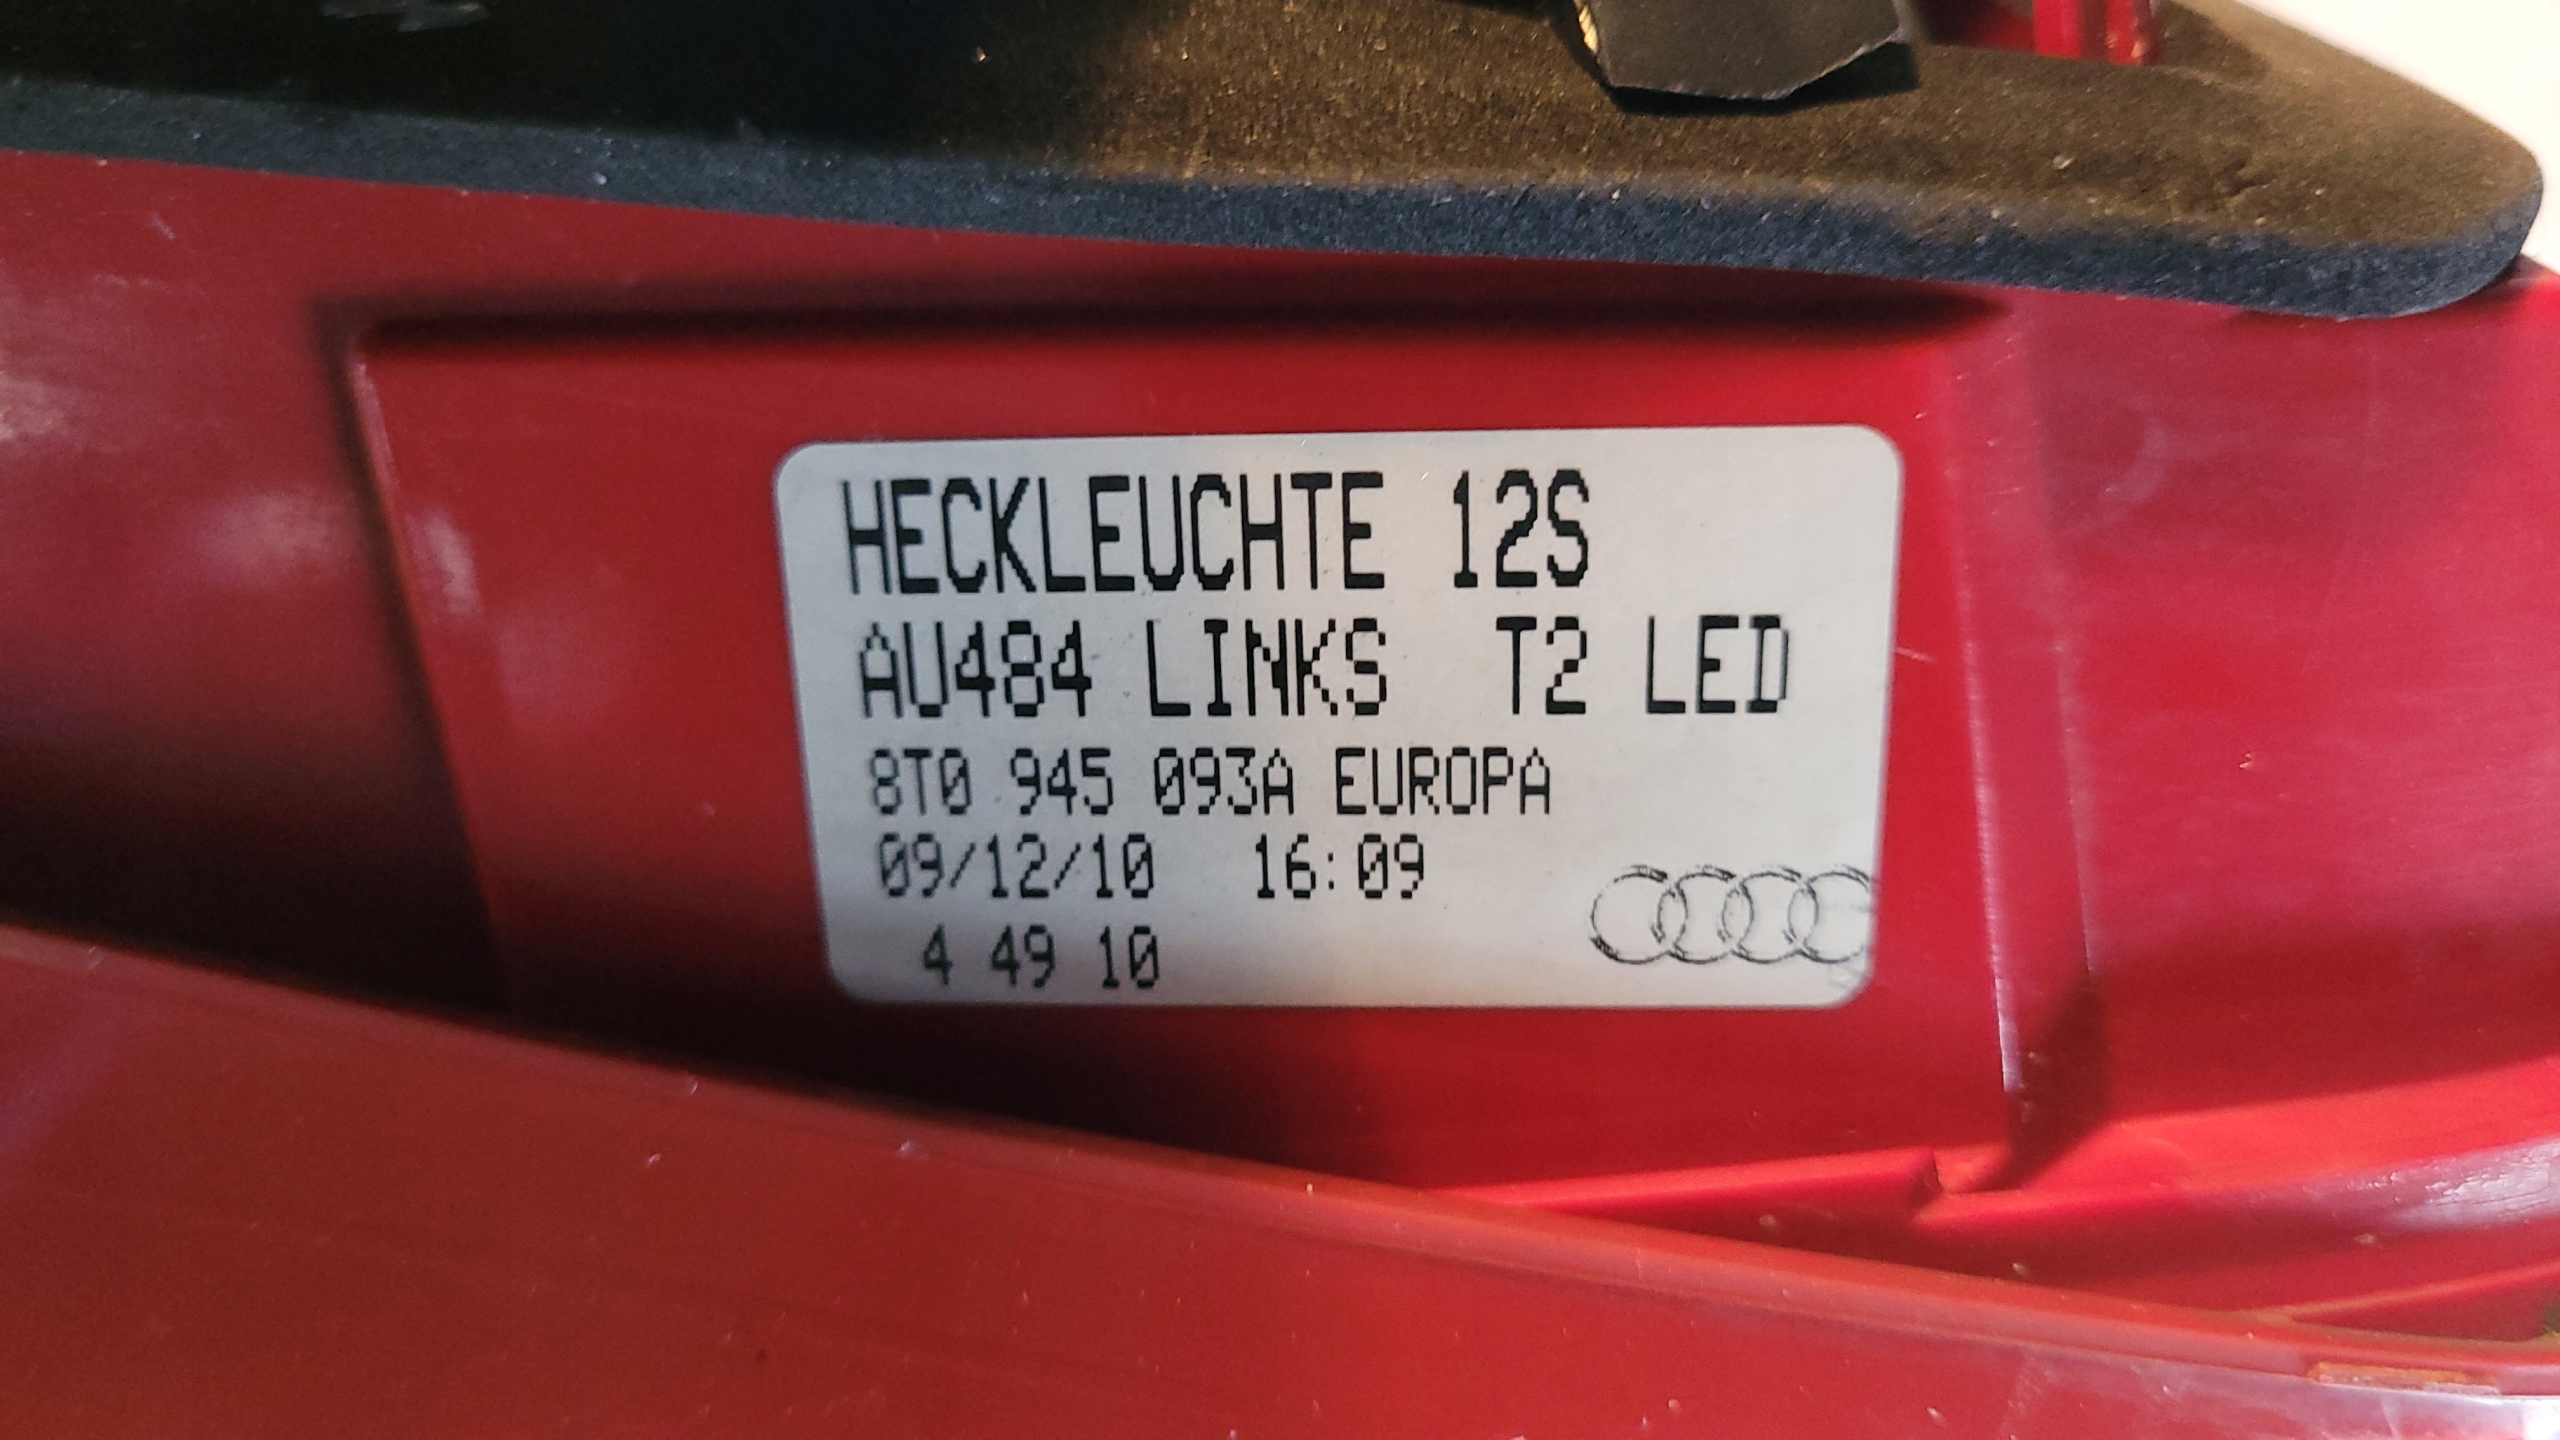 HECKLEUCHTE 12S
AU484 LINKS T2 LED
8T0 945 093A EUROPA
09/12/10 16:09
4 49 10